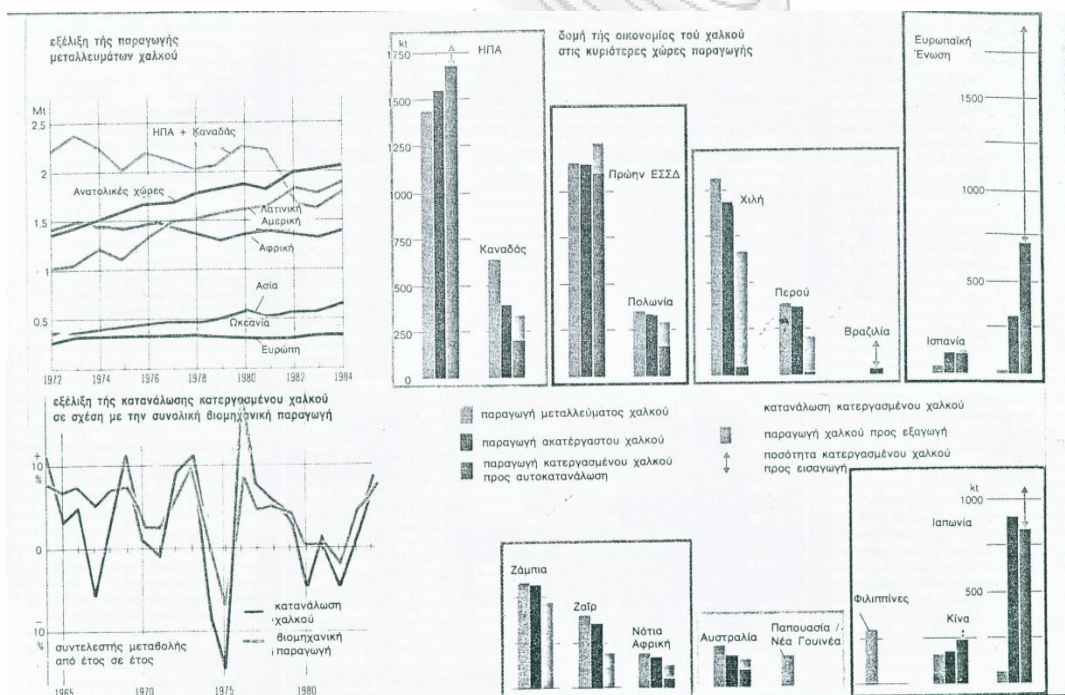 εξέλιξη τής παραγωγής
μεταλλευμάτων χαλκού
Mt
2,5
2
1,5
1
0,5
ΗΠΑ + Καναδάς
Ανατολικές χώρες
Λατινική
Αμερική
Αφρική
Ασία
Ωκεανία
Ευρώπη
1972
1974
1976
1978
1980
1982
1984
δομή τής οικονομίας τού χαλκού
στις κυριότερες χώρες παραγωγής
kt
1750
1500
1250
1000
750
500
250
0
ΗΠΑ
Καναδάς
Πρώην ΕΣΣΔ
Πολωνία
Χιλή
Περού
Βραζιλία
Ευρωπαϊκή
Ένωση
1500
1000
500
Ισπανία
εξέλιξη τής κατανάλωσης κατεργασμένου χαλκού
σε σχέση με την συνολική βιομηχανική παραγωγή
+
10
%
0
–
10
%
κατανάλωση
χαλκού
βιομηχανική
παραγωγή
συντελεστής μεταβολής
από έτος σε έτος
1965
1970
1975
1980
παραγωγή μεταλλεύματος χαλκού
παραγωγή ακατέργαστου χαλκού
παραγωγή κατεργασμένου χαλκού
προς αυτοκατανάλωση
κατανάλωση κατεργασμένου χαλκού
παραγωγή χαλκού προς εξαγωγή
ποσότητα κατεργασμένου χαλκού
προς εισαγωγή
Ζάμπια
Ζαΐρ
Νότια
Αφρική
Αυστραλία
Παπουασία /
Νέα Γουινέα
Φιλιππίνες
Κίνα
Ιαπωνία
kt
1000
500